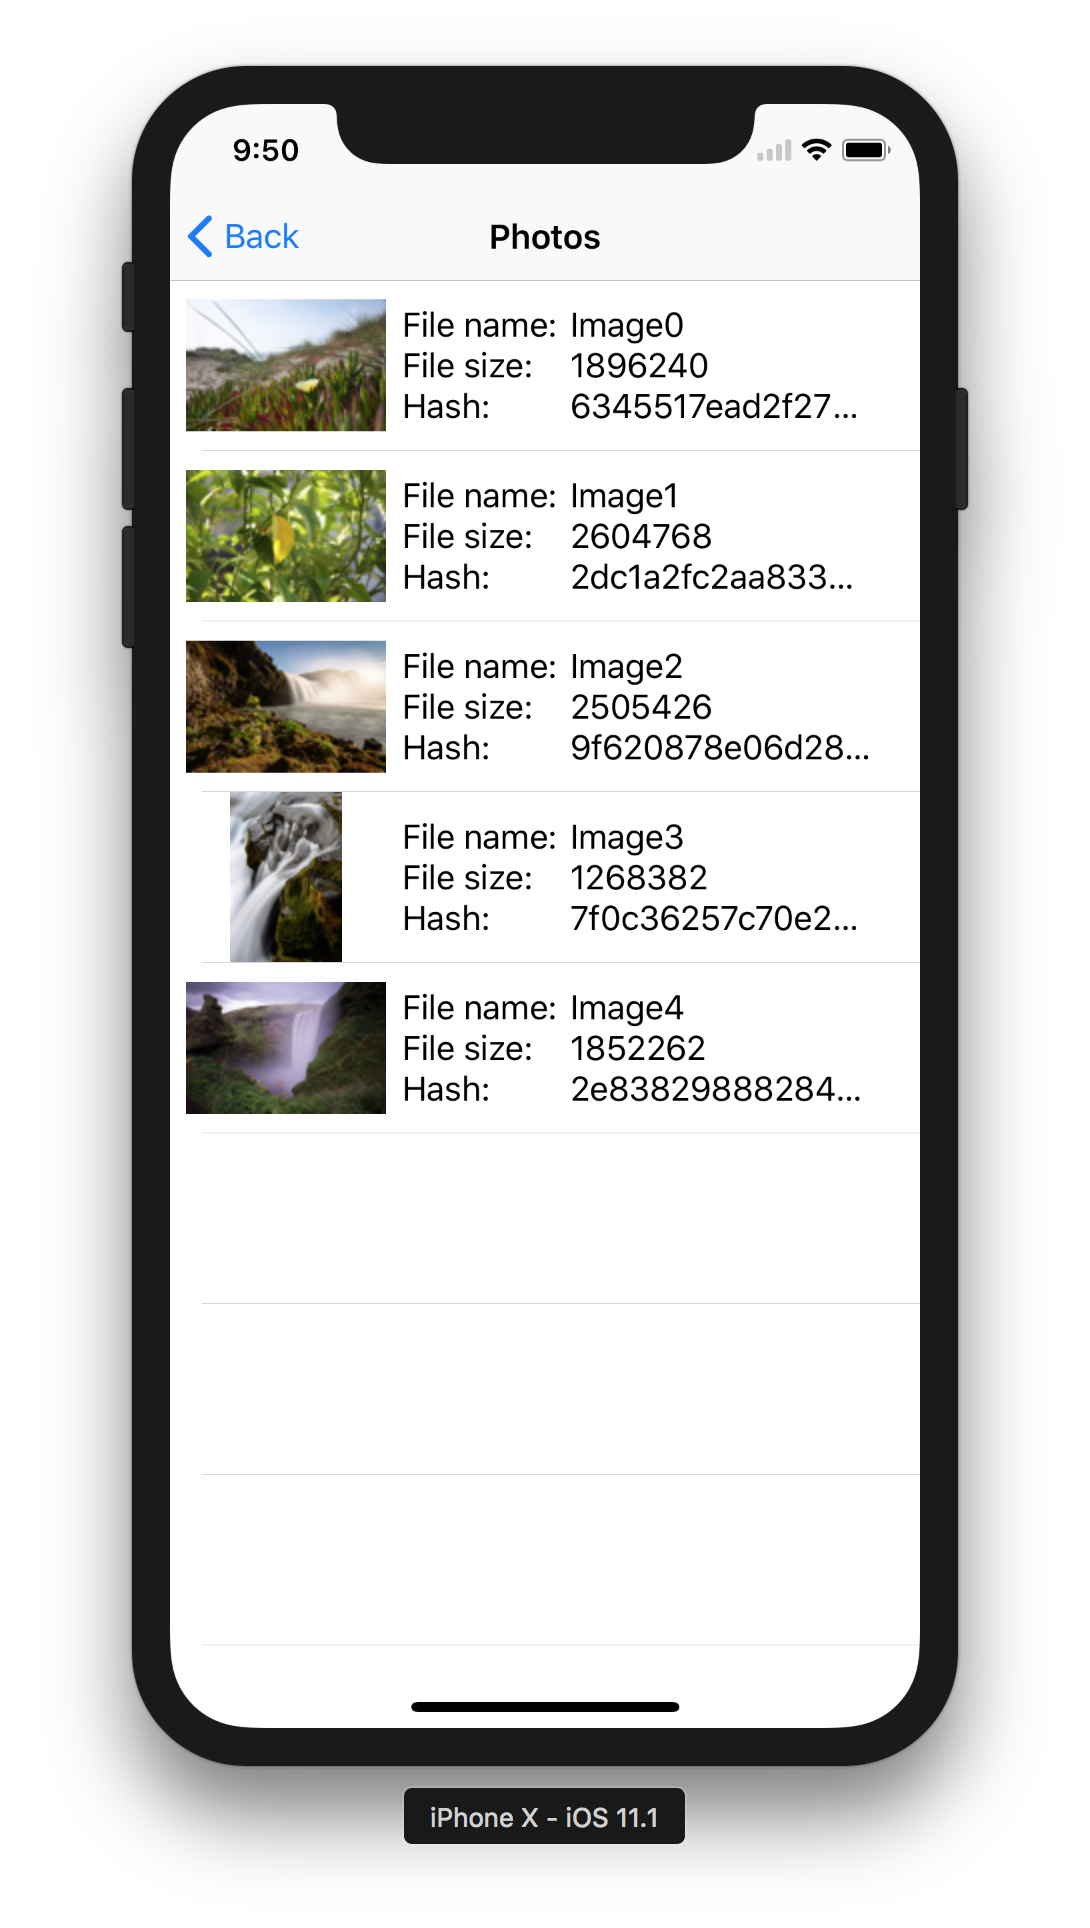 9:50
Back
Photos
File name: Image0
File size: 1896240
Hash: 6345517ead2f27...
File name: Image1
File size: 2604768
Hash: 2dc1a2fc2aa833...
File name: Image2
File size: 2505426
Hash: 9f620878e06d28...
File name: Image3
File size: 1268382
Hash: 7f0c36257c70e2...
File name: Image4
File size: 1852262
Hash: 2e83829888284...
iPhone X - iOS 11.1